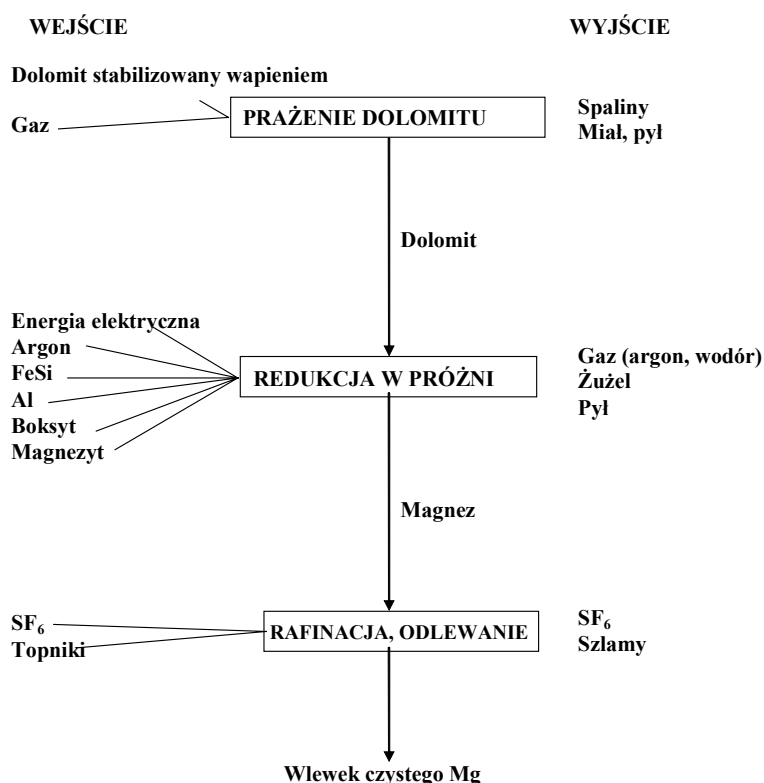 WEJŚCIE
WYJŚCIE
Dolomit stabilizowany wapieniem
Gaz
PRAŻENIE DOLOMITU
Spaliny
Miał, pył
Dolomit
Energia elektryczna
Argon
FeSi
Al
Boksyt
Magnezyt
REDUKCJA W PRÓŻNI
Gaz (argon, wodór)
Żużel
Pył
Magnez
SF₆
Topniki
RAFINACJA, ODLEWANIE
SF₆
Szlamy
Wlewek czystego Mg